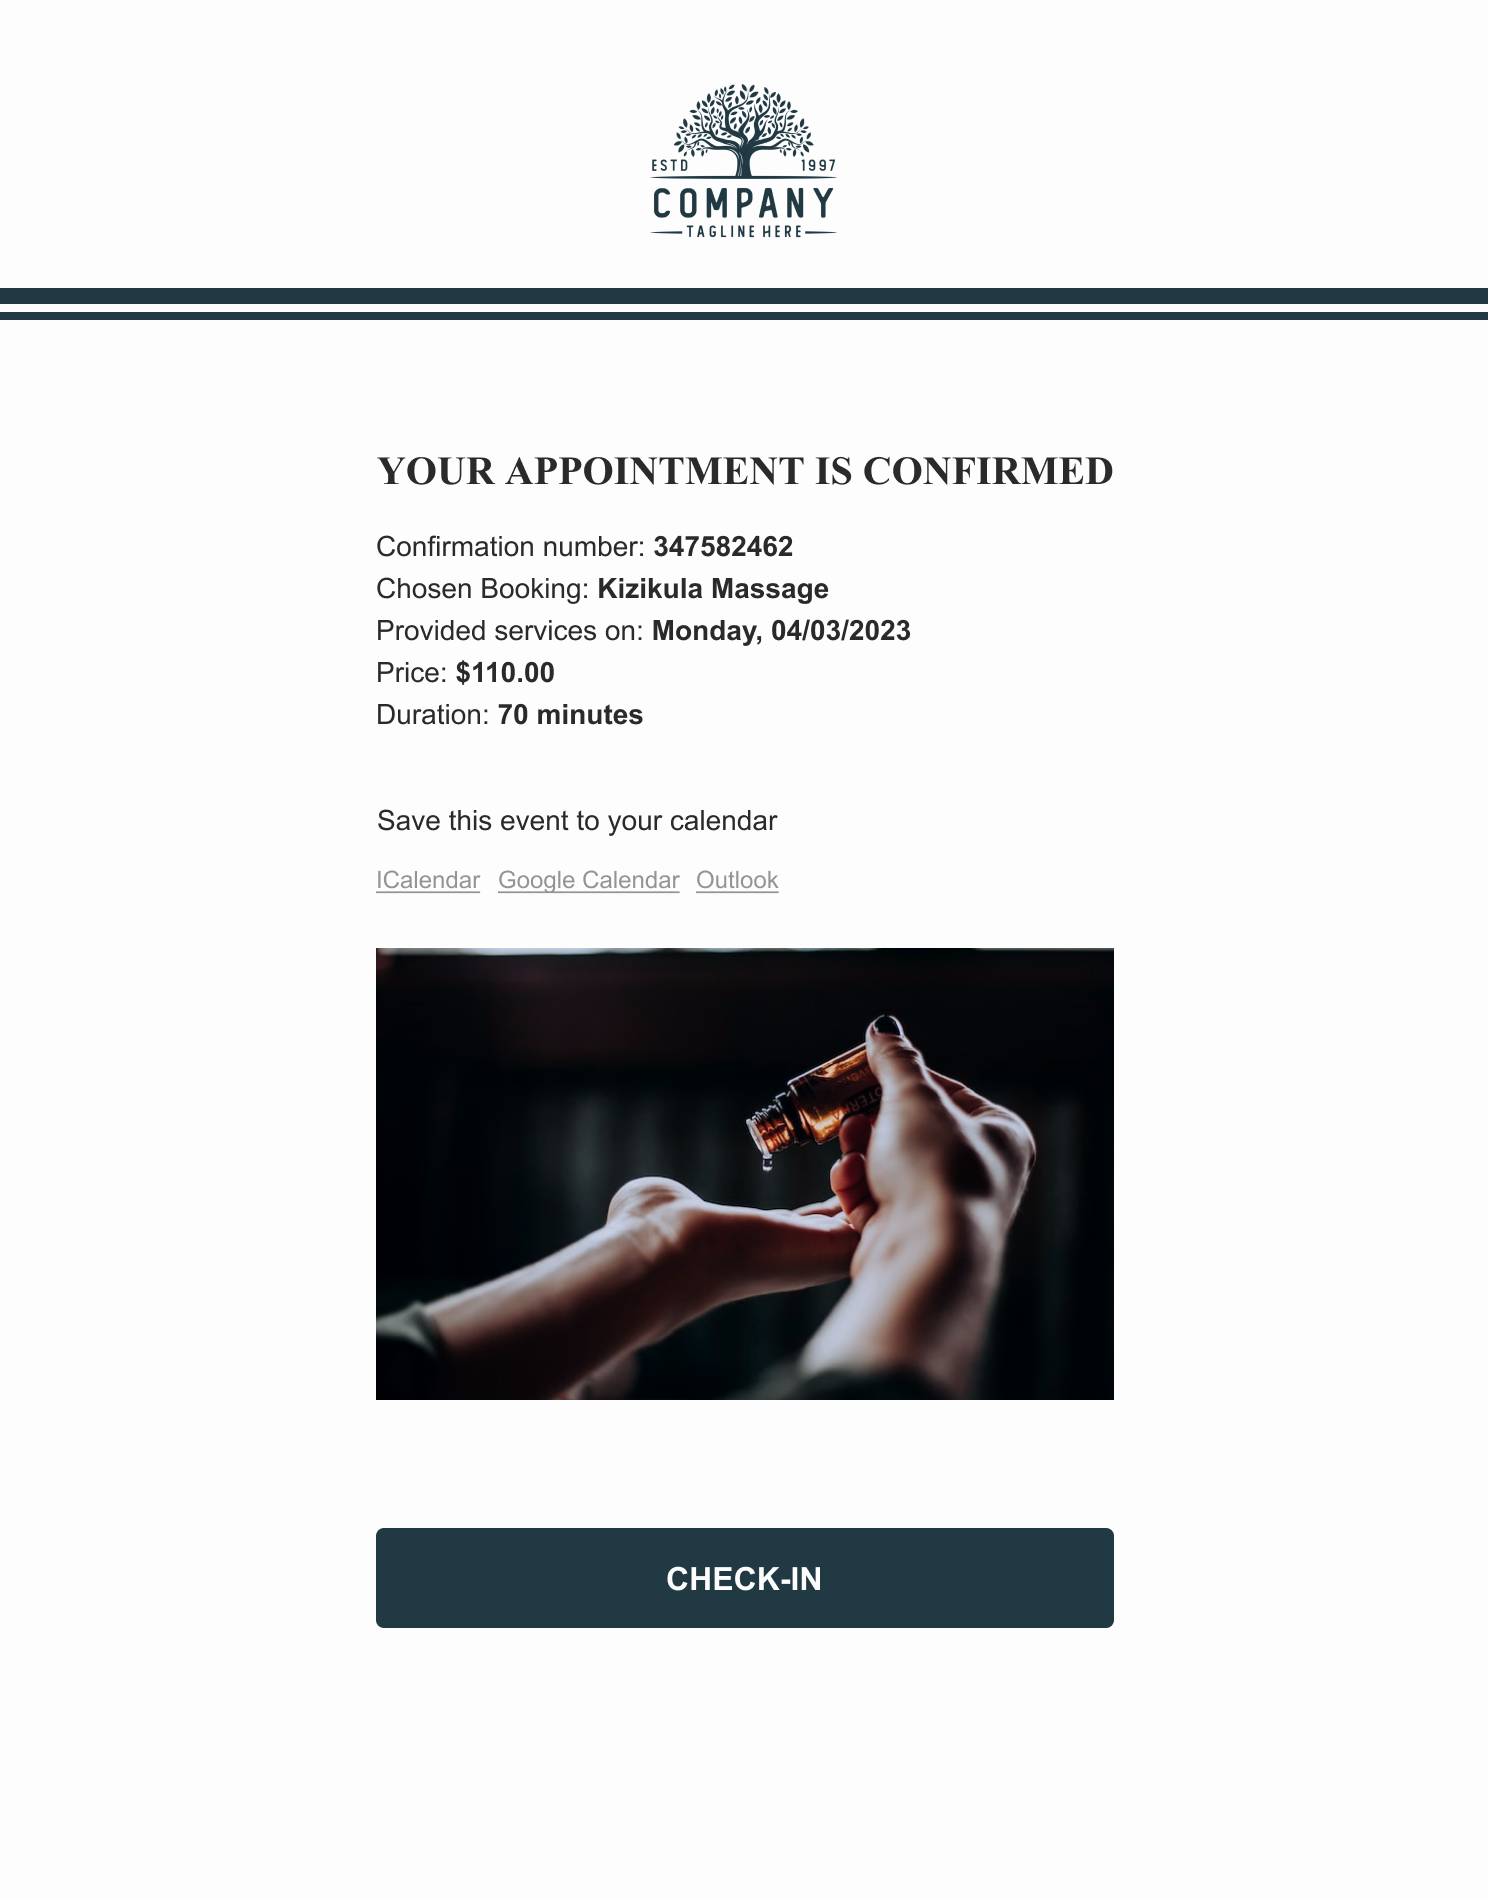 ESTD 1997
COMPANY
TAGLINE HERE
YOUR APPOINTMENT IS CONFIRMED
Confirmation number: 347582462
Chosen Booking: Kizikula Massage
Provided services on: Monday, 04/03/2023
Price: $110.00
Duration: 70 minutes
Save this event to your calendar
ICalendar Google Calendar Outlook
CHECK-IN